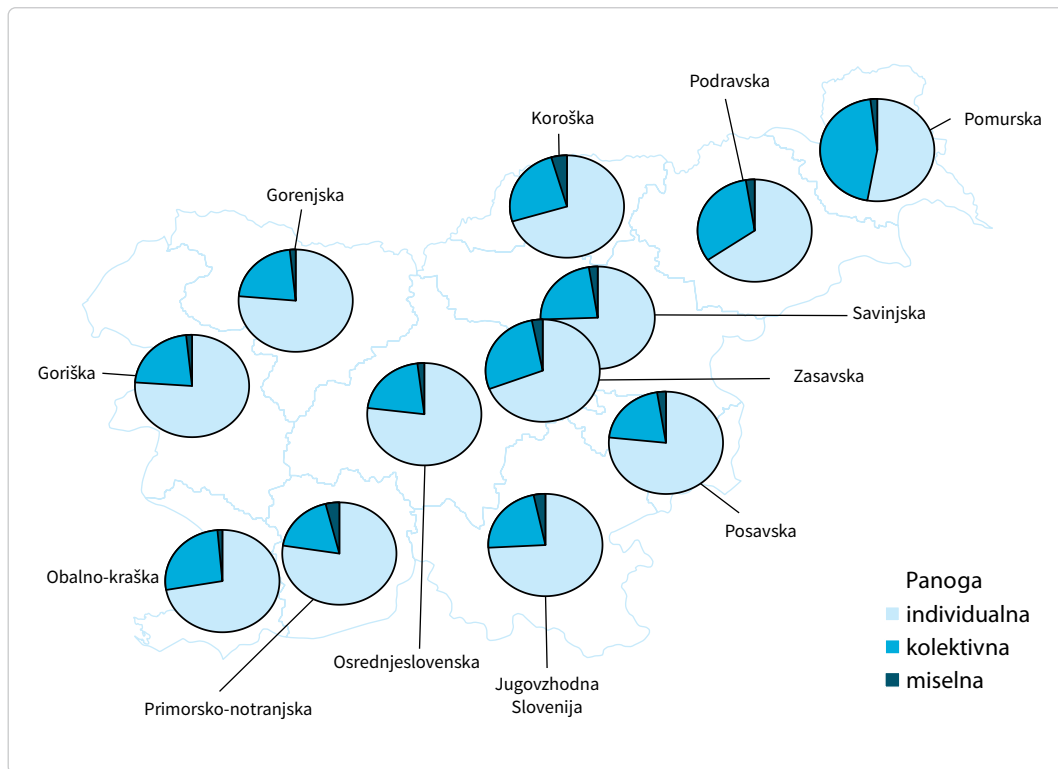 Podravska
Pomurska
Koroška
Gorenjska
Savinjska
Goriška
Zasavska
Posavska
Obalno-kraška
Osrednjeslovenska
Jugovzhodna
Slovenija
Primorsko-notranjska
Panoga
individualna
kolektivna
miselna